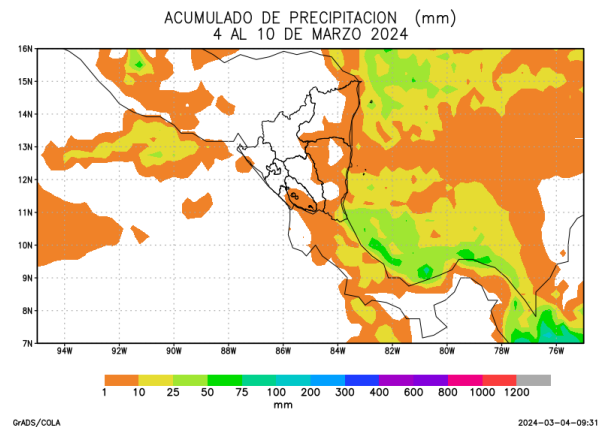 ACUMULADO DE PRECIPITACION (mm)
4 AL 10 DE MARZO 2024
16N
15N
14N
13N
12N
11N
10N
9N
8N
7N
94W 92W 90W 88W 86W 84W 82W 80W 78W 76W
1 10 25 50 75 100 200 300 400 600 800 1000 1200
mm
GrADS/COLA 2024-03-04-09:31